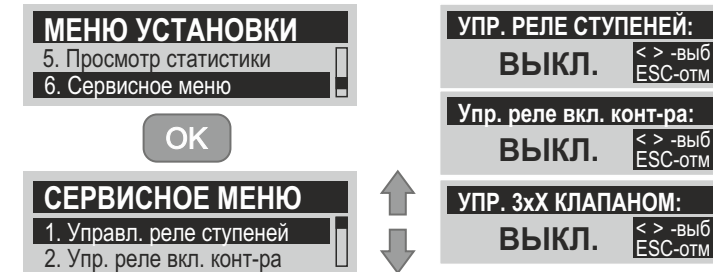 МЕНЮ УСТАНОВКИ
5. Просмотр статистики
6. Сервисное меню
OK
СЕРВИСНОЕ МЕНЮ
1. Управл. реле ступеней
2. Упр. реле вкл. конт-ра
УПР. РЕЛЕ СТУПЕНЕЙ:
ВЫКЛ.
< > -выб
ESC-отм
Упр. реле вкл. конт-ра:
ВЫКЛ.
< > -выб
ESC-отм
УПР. 3xX КЛАПАНОМ:
ВЫКЛ.
< > -выб
ESC-отм